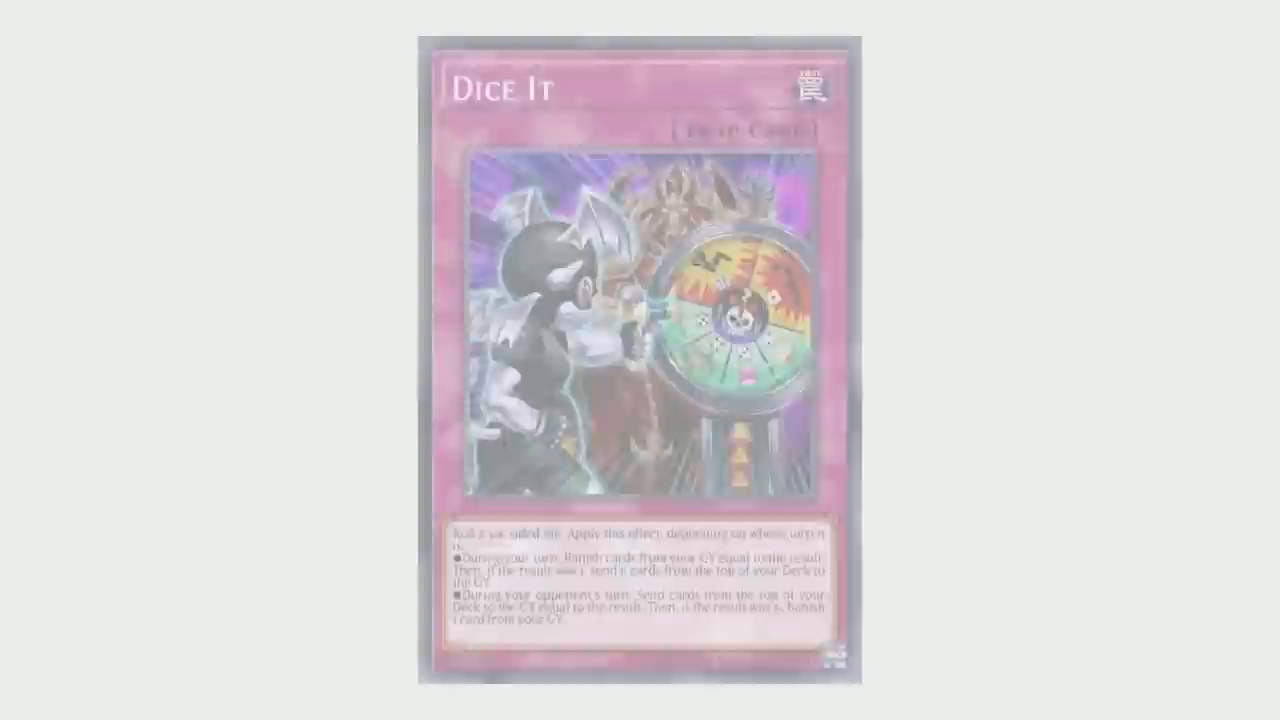 DICE IT
罠
[TRAP CARD]
Roll a six-sided die. Apply this effect, depending on whose turn it
is.
●During your turn: Banish cards from your GY equal to the result.
Then, if the result was 1, send 6 cards from the top of your Deck to
the GY.
●During your opponent's turn: Send cards from the top of your
Deck to the GY equal to the result. Then, if the result was 6, Banish
1 card from your GY.